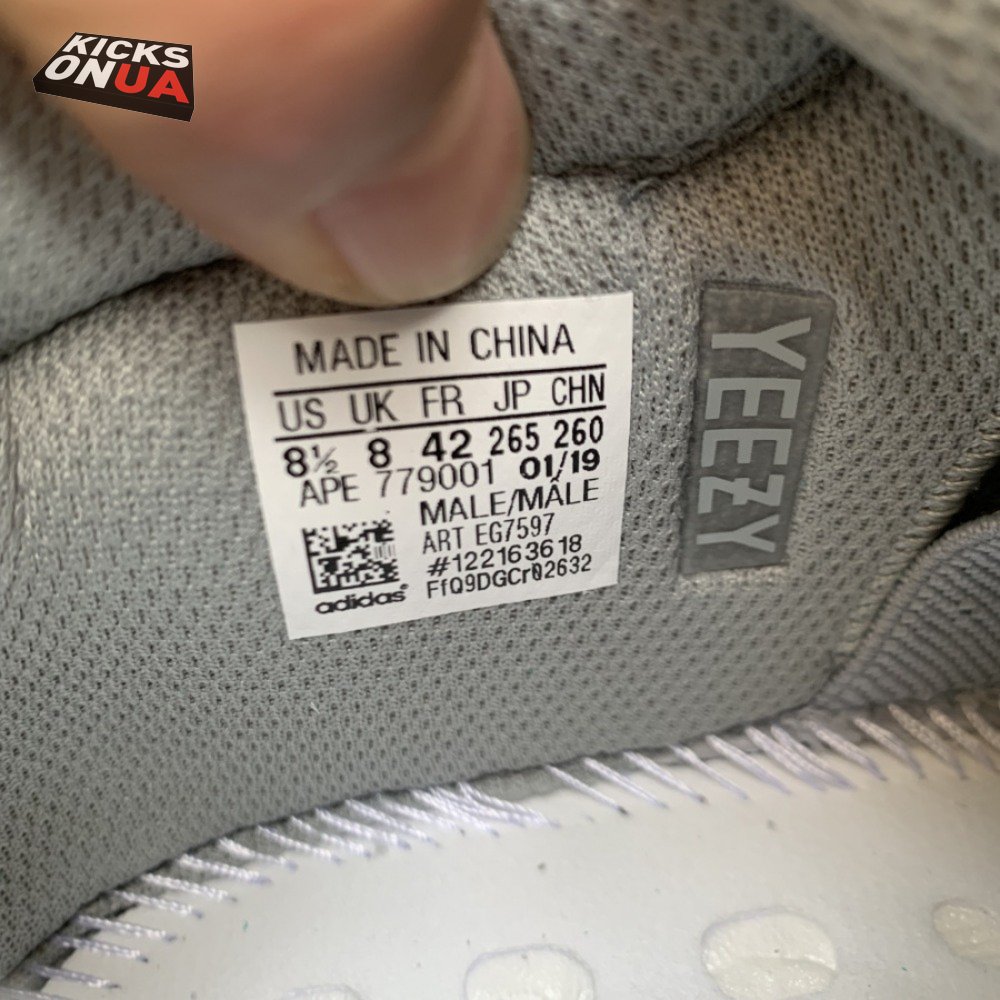 KICKS
ONUA
MADE IN CHINA
US UK FR JP CHN
8½ 8 42 265 260
APE 779001 01/19
MALE/MÂLE
ART EG7597
#122163618
FfQ9DGCr02632
adidas®
YEEZY